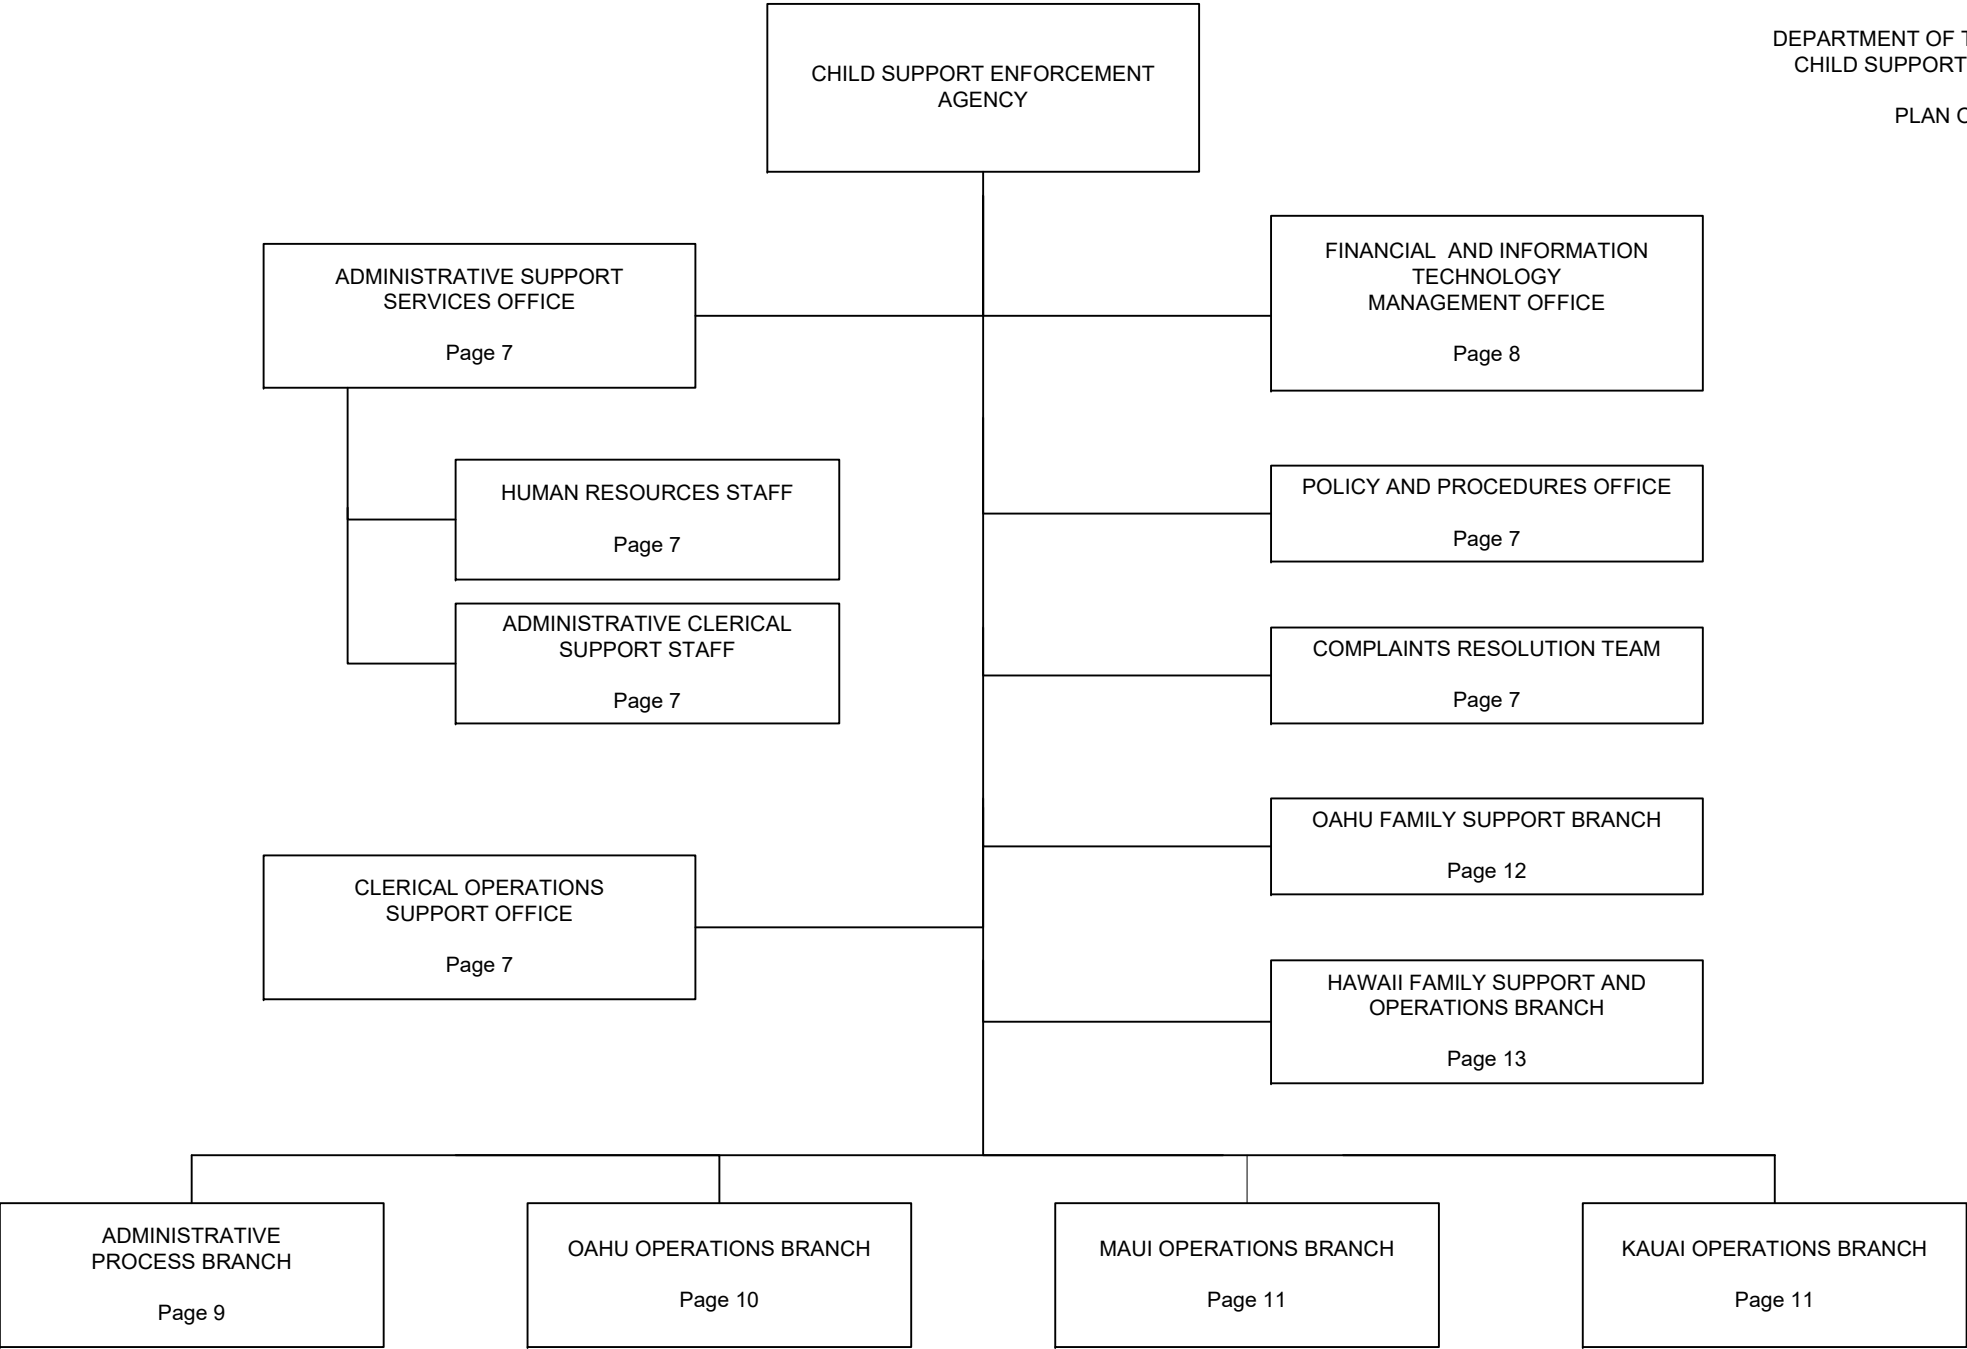 DEPARTMENT OF
CHILD SUPPORT
PLAN
CHILD SUPPORT ENFORCEMENT
AGENCY
ADMINISTRATIVE SUPPORT
SERVICES OFFICE
Page 7
FINANCIAL AND INFORMATION
TECHNOLOGY
MANAGEMENT OFFICE
Page 8
HUMAN RESOURCES STAFF
Page 7
POLICY AND PROCEDURES OFFICE
Page 7
ADMINISTRATIVE CLERICAL
SUPPORT STAFF
Page 7
COMPLAINTS RESOLUTION TEAM
Page 7
OAHU FAMILY SUPPORT BRANCH
Page 12
CLERICAL OPERATIONS
SUPPORT OFFICE
Page 7
HAWAII FAMILY SUPPORT AND
OPERATIONS BRANCH
Page 13
ADMINISTRATIVE
PROCESS BRANCH
Page 9
OAHU OPERATIONS BRANCH
Page 10
MAUI OPERATIONS BRANCH
Page 11
KAUAI OPERATIONS BRANCH
Page 11